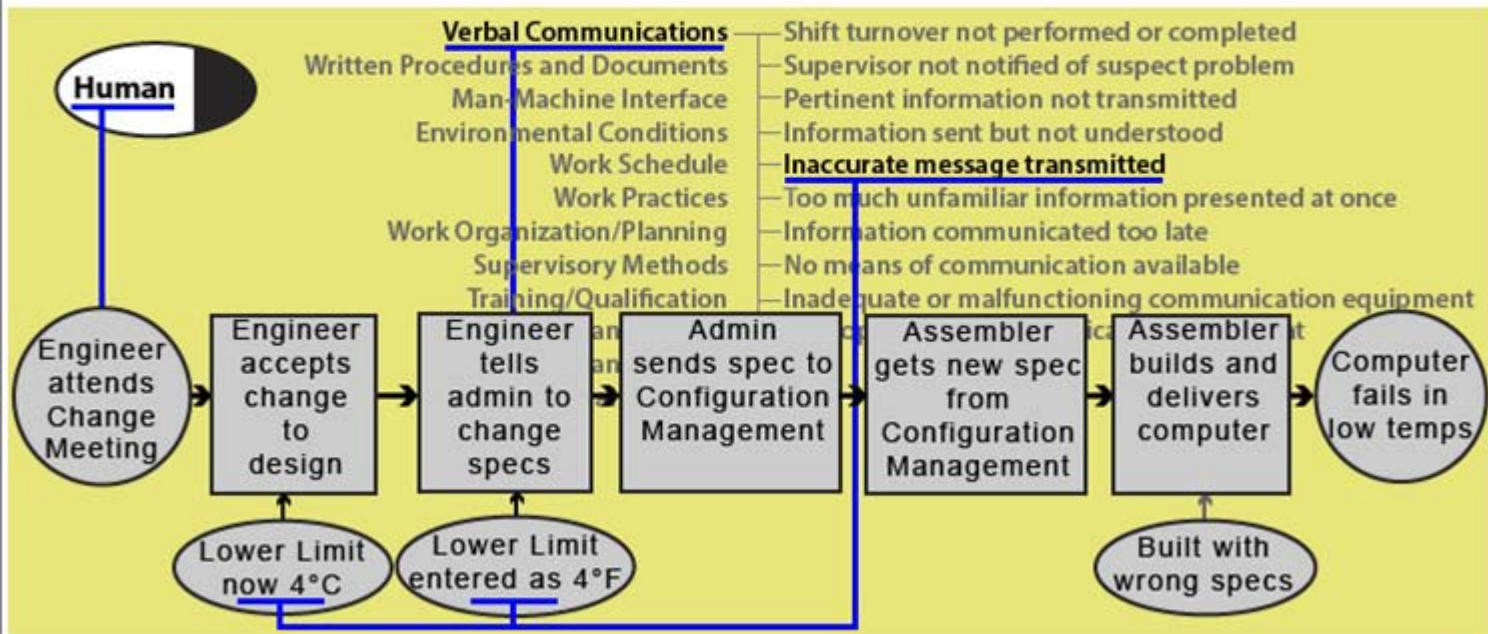 Human
Verbal Communications
Written Procedures and Documents
Man-Machine Interface
Environmental Conditions
Work Schedule
Work Practices
Work Organization/Planning
Supervisory Methods
Training/Qualification
Shift turnover not performed or completed
Supervisor not notified of suspect problem
Pertinent information not transmitted
Information sent but not understood
Inaccurate message transmitted
Too much unfamiliar information presented at once
Information communicated too late
No means of communication available
Inadequate or malfunctioning communication equipment
Engineer
attends
Change
Meeting
Engineer
accepts
change
to
design
Engineer
tells
admin to
change
specs
Admin
sends spec to
Configuration
Management
Assembler
gets new spec
from
Configuration
Management
Assembler
builds and
delivers
computer
Computer
fails in
low temps
Lower Limit
now 4°C
Lower Limit
entered as 4°F
Built with
wrong specs